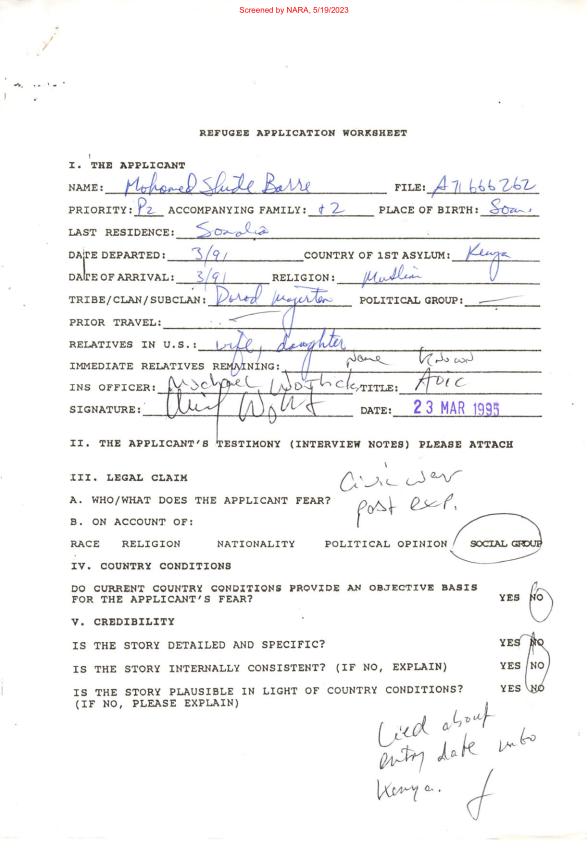 Screened by NARA, 5/19/2023
REFUGEE APPLICATION WORKSHEET
I. THE APPLICANT
NAME: Mohomed Shide Barre FILE: A71 666 262
PRIORITY: P2 ACCOMPANYING FAMILY: +2 PLACE OF BIRTH: Som.
LAST RESIDENCE: Somalia
DATE DEPARTED: 3/91 COUNTRY OF 1ST ASYLUM: Kenya
DATE OF ARRIVAL: 3/91 RELIGION: Muslim
TRIBE/CLAN/SUBCLAN: Darod Majerten POLITICAL GROUP: —
PRIOR TRAVEL: —
RELATIVES IN U.S.: wife, daughter
IMMEDIATE RELATIVES REMAINING: None Known
INS OFFICER: Michael TITLE: AOIC
SIGNATURE: DATE: 23 MAR 1995
II. THE APPLICANT'S TESTIMONY (INTERVIEW NOTES) PLEASE ATTACH
III. LEGAL CLAIM
A. WHO/WHAT DOES THE APPLICANT FEAR? Civic war
post exp.
B. ON ACCOUNT OF:
RACE RELIGION NATIONALITY POLITICAL OPINION SOCIAL GROUP
IV. COUNTRY CONDITIONS
DO CURRENT COUNTRY CONDITIONS PROVIDE AN OBJECTIVE BASIS
FOR THE APPLICANT'S FEAR? YES NO
V. CREDIBILITY
IS THE STORY DETAILED AND SPECIFIC? YES NO
IS THE STORY INTERNALLY CONSISTENT? (IF NO, EXPLAIN) YES NO
IS THE STORY PLAUSIBLE IN LIGHT OF COUNTRY CONDITIONS? YES NO
(IF NO, PLEASE EXPLAIN)
Lied about
entry date into
Kenya.